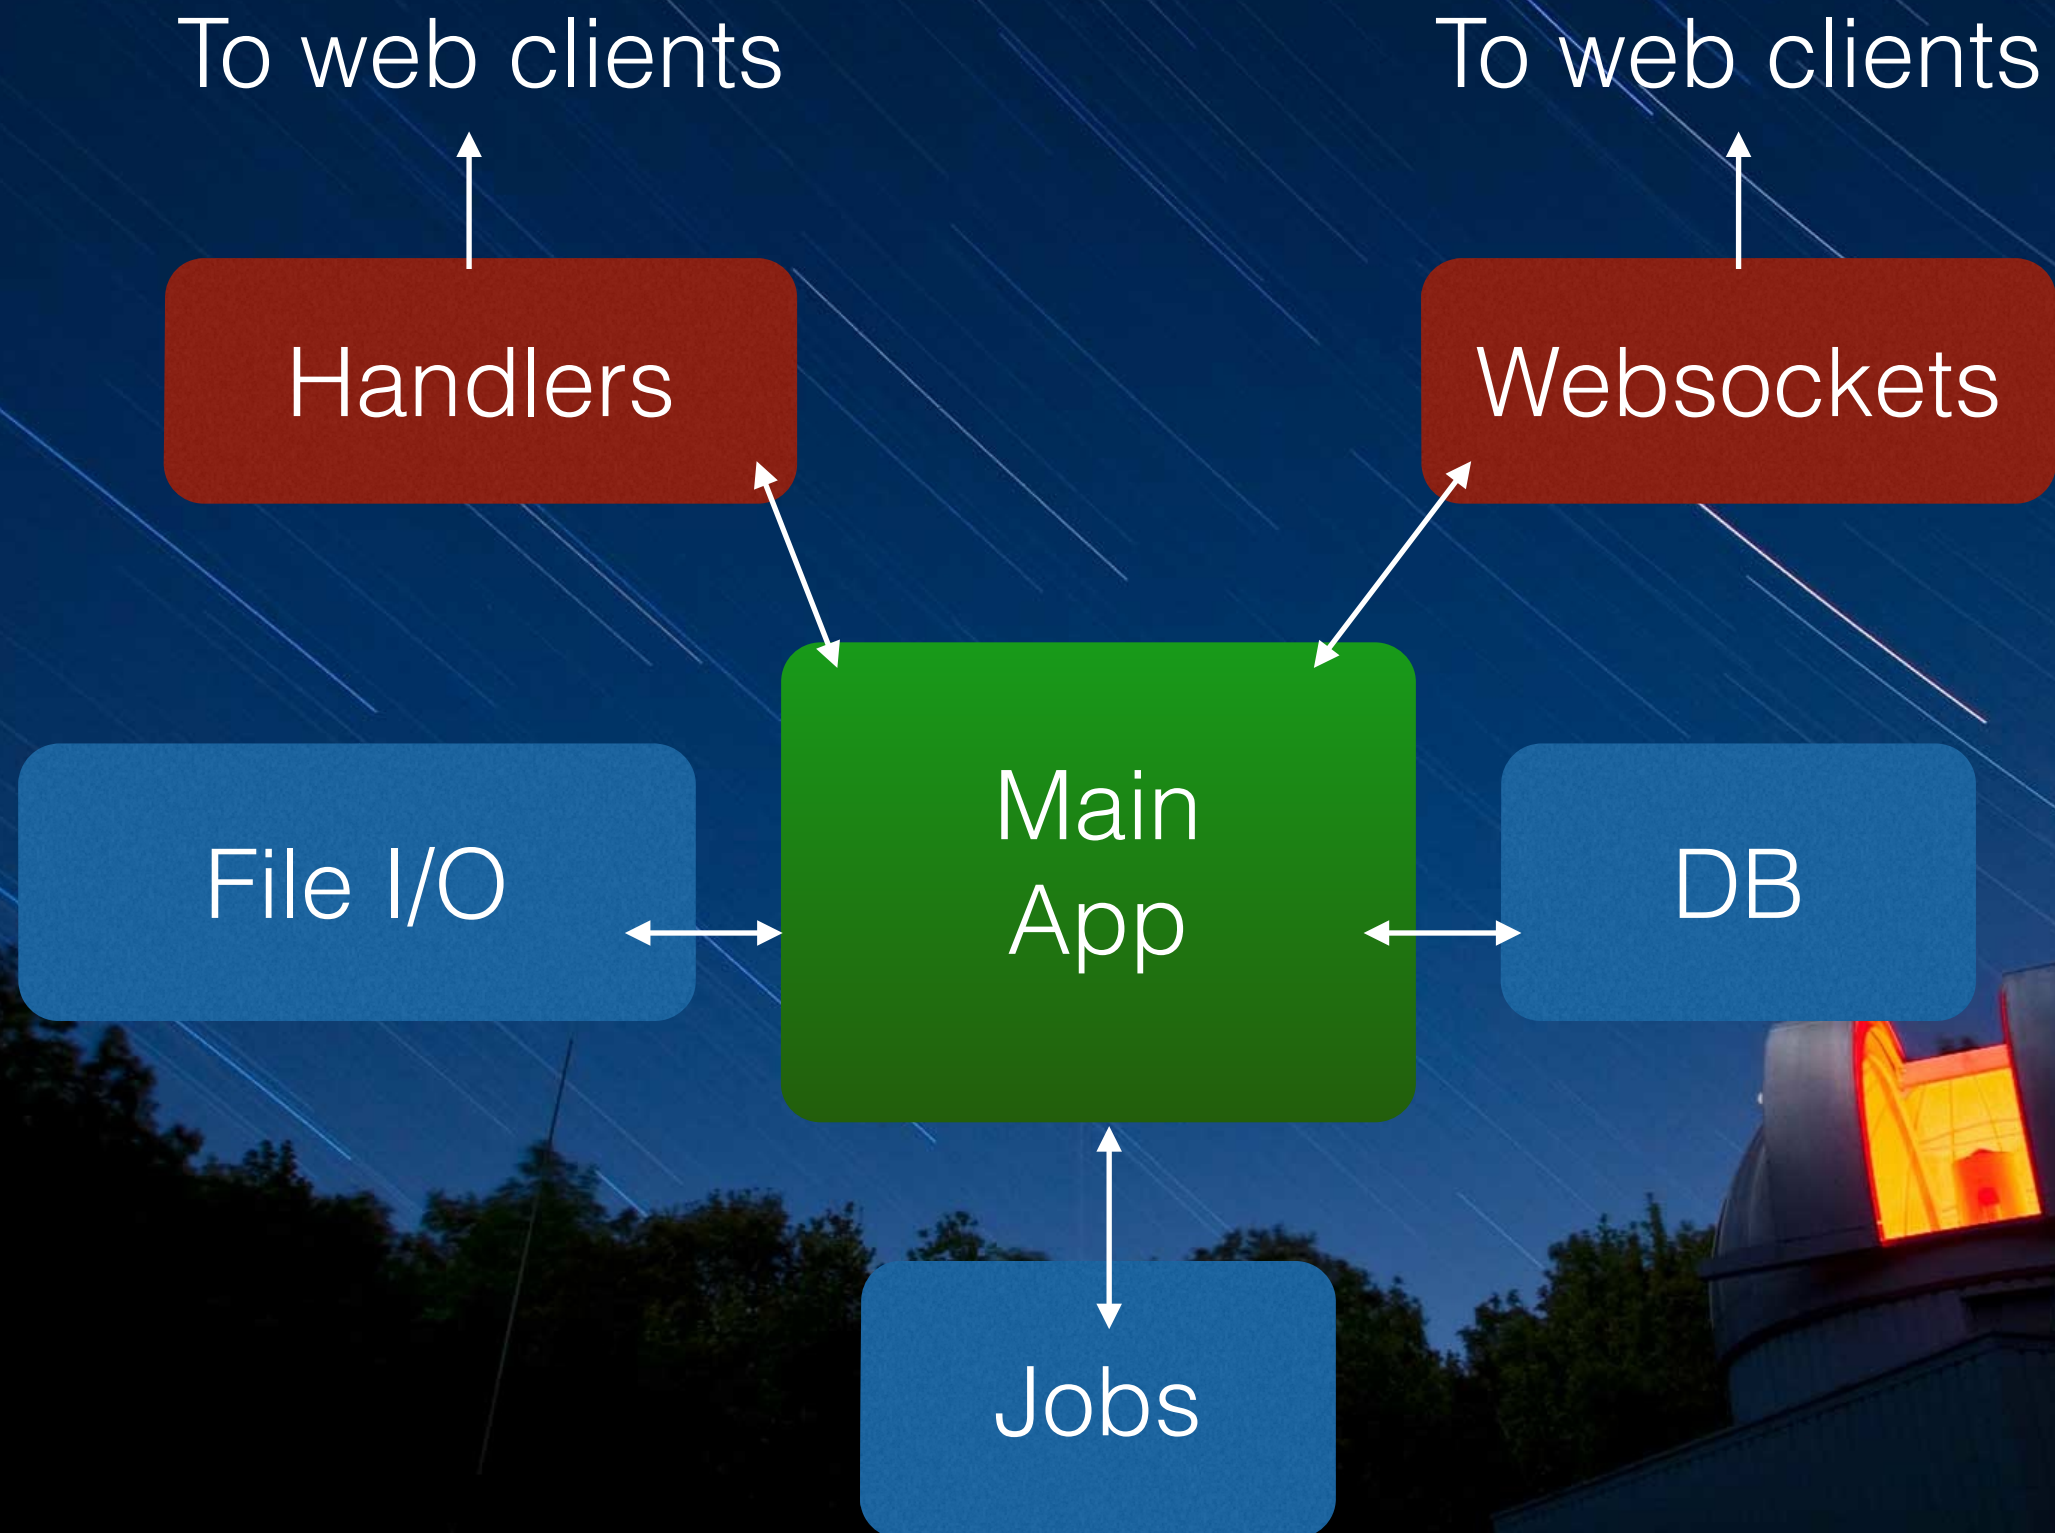 To web clients
To web clients
Handlers
Websockets
Main
App
File I/O
DB
Jobs